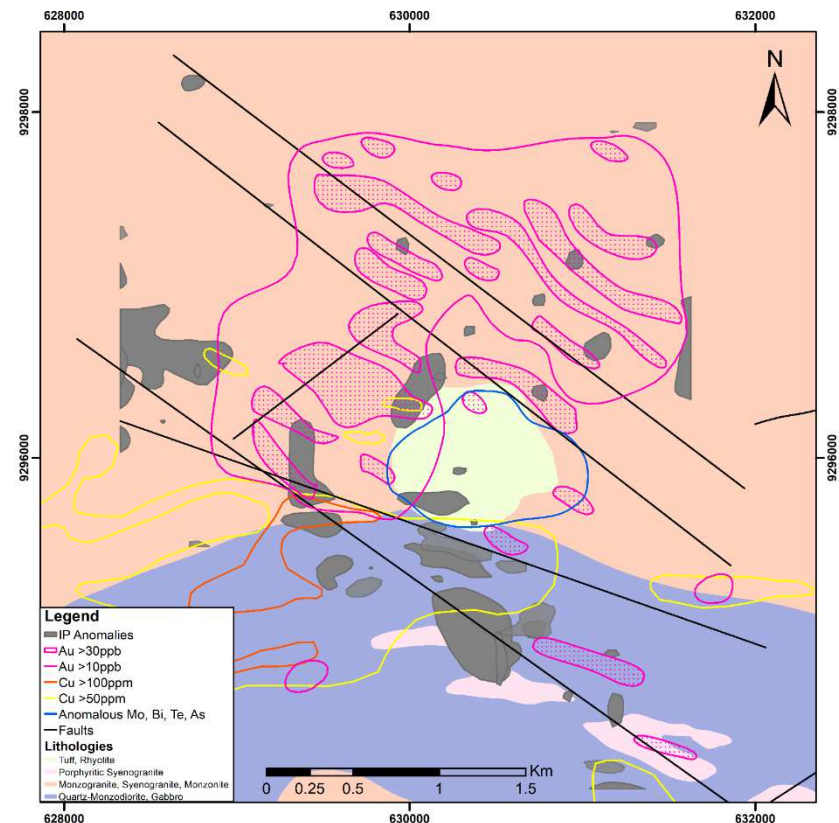 628000
630000
632000
N
9298000
9298000
9296000
9296000
Legend
IP Anomalies
Au >30ppb
Au >10ppb
Cu >100ppm
Cu >50ppm
Anomalous Mo, Bi, Te, As
Faults
Lithologies
Tuff, Rhyolite
Porphyritic Syenogranite
Monzogranite, Syenogranite, Monzonite
Quartz-Monzodiorite, Gabbro
Km
0 0.25 0.5 1 1.5
628000
630000
632000